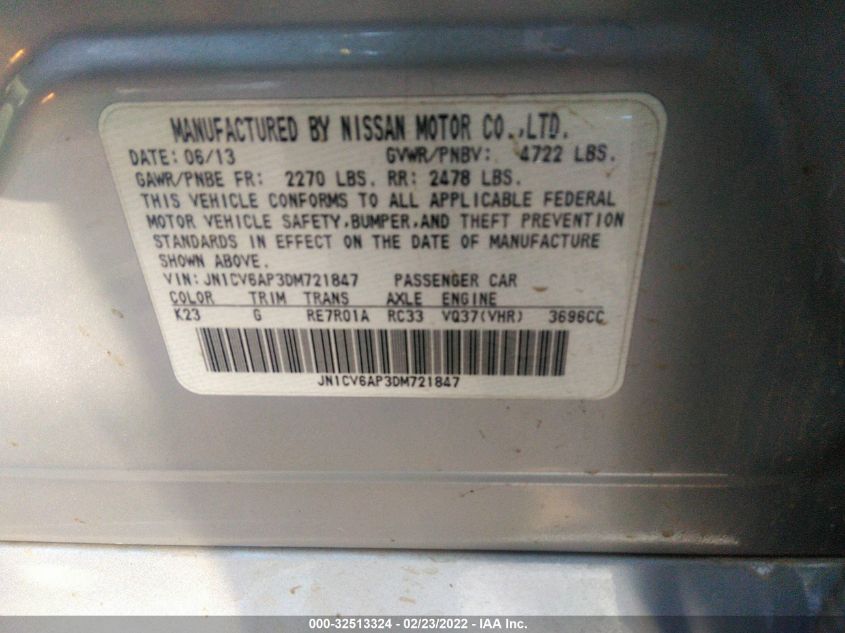 MANUFACTURED BY NISSAN MOTOR CO.,LTD.
DATE: 06/13 GVWR/PNBV: 4722 LBS.
GAWR/PNBE FR: 2270 LBS. RR: 2478 LBS.
THIS VEHICLE CONFORMS TO ALL APPLICABLE FEDERAL
MOTOR VEHICLE SAFETY,BUMPER,AND THEFT PREVENTION
STANDARDS IN EFFECT ON THE DATE OF MANUFACTURE
SHOWN ABOVE.
VIN: JN1CV6AP3DM721847 PASSENGER CAR
COLOR TRIM TRANS AXLE ENGINE
K23 G RE7R01A RC33 VQ37(VHR) 3696CC
JN1CV6AP3DM721847
000-32513324 - 02/23/2022 - IAA Inc.